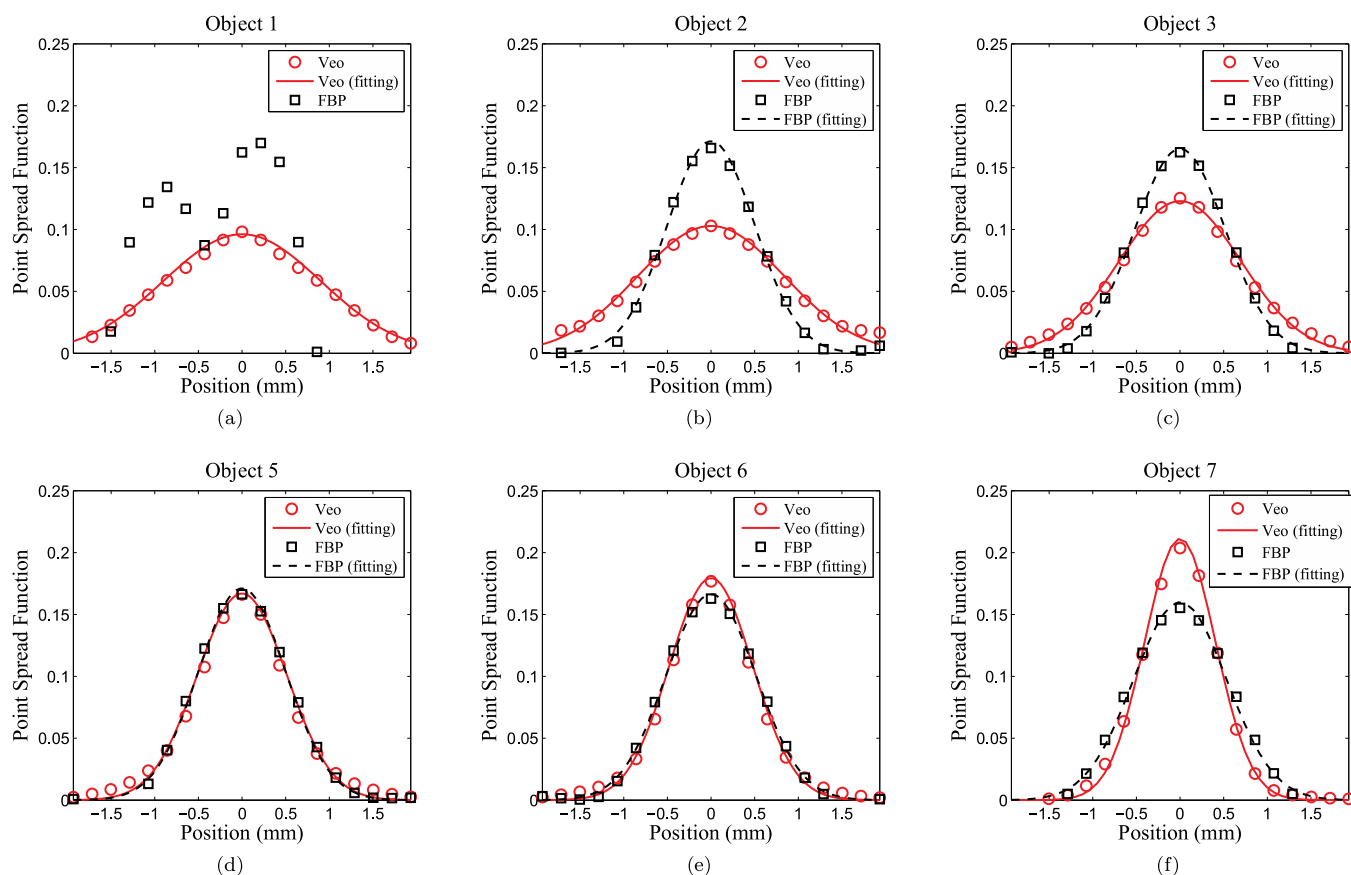 Object 1
0.25
0.2
0.15
0.1
0.05
0
Point Spread Function
Veo
Veo (fitting)
FBP
−1.5 −1 −0.5 0 0.5 1 1.5
Position (mm)
(a)
Object 2
0.25
0.2
0.15
0.1
0.05
0
Point Spread Function
Veo
Veo (fitting)
FBP
FBP (fitting)
−1.5 −1 −0.5 0 0.5 1 1.5
Position (mm)
(b)
Object 3
0.25
0.2
0.15
0.1
0.05
0
Point Spread Function
Veo
Veo (fitting)
FBP
FBP (fitting)
−1.5 −1 −0.5 0 0.5 1 1.5
Position (mm)
(c)
Object 5
0.25
0.2
0.15
0.1
0.05
0
Point Spread Function
Veo
Veo (fitting)
FBP
FBP (fitting)
−1.5 −1 −0.5 0 0.5 1 1.5
Position (mm)
(d)
Object 6
0.25
0.2
0.15
0.1
0.05
0
Point Spread Function
Veo
Veo (fitting)
FBP
FBP (fitting)
−1.5 −1 −0.5 0 0.5 1 1.5
Position (mm)
(e)
Object 7
0.25
0.2
0.15
0.1
0.05
0
Point Spread Function
Veo
Veo (fitting)
FBP
FBP (fitting)
−1.5 −1 −0.5 0 0.5 1 1.5
Position (mm)
(f)